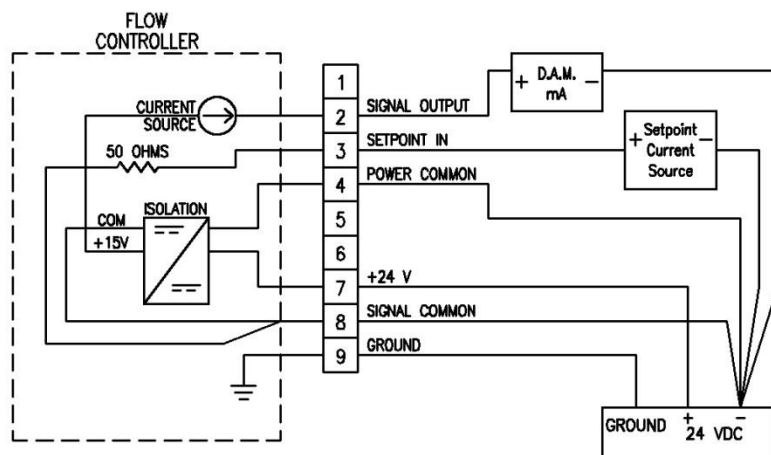 FLOW
CONTROLLER
CURRENT
SOURCE
50 OHMS
COM
+15V
ISOLATION
1
2
3
4
5
6
7
8
9
SIGNAL OUTPUT
SETPOINT IN
POWER COMMON
+24 V
SIGNAL COMMON
GROUND
+ D.A.M. -
mA
+ Setpoint -
Current
Source
GROUND
+ -
24 VDC